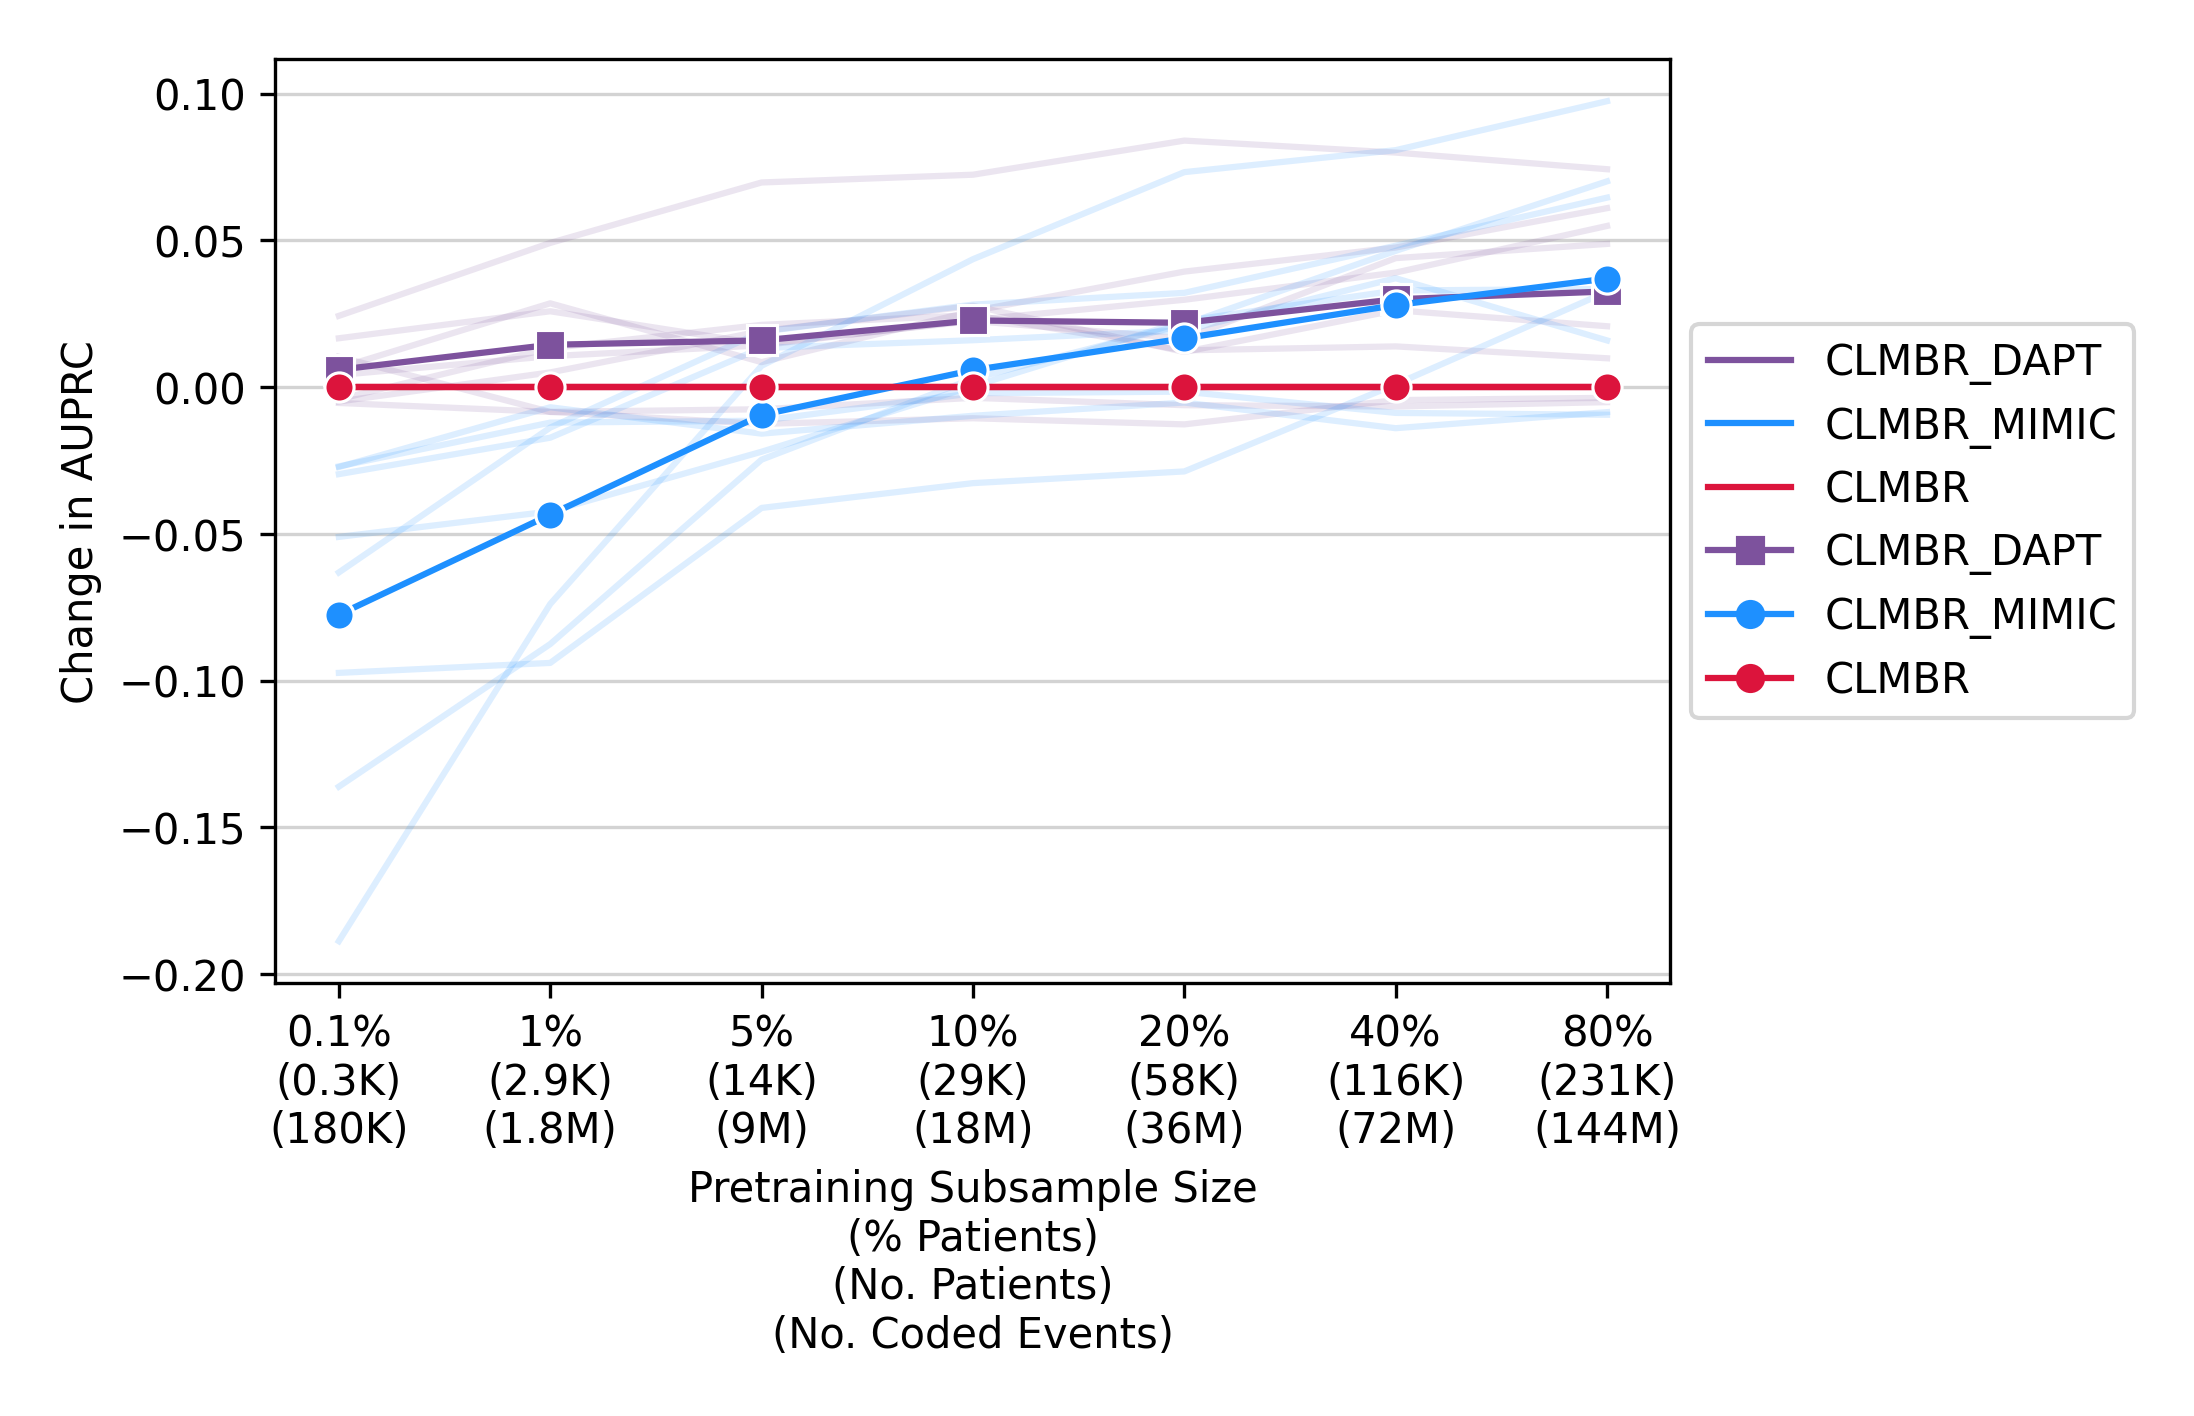 0.10
0.05
0.00
−0.05
−0.10
−0.15
−0.20
Change in AUPRC
0.1% 1% 5% 10% 20% 40% 80%
(0.3K) (2.9K) (14K) (29K) (58K) (116K) (231K)
(180K) (1.8M) (9M) (18M) (36M) (72M) (144M)
Pretraining Subsample Size
(% Patients)
(No. Patients)
(No. Coded Events)
CLMBR_DAPT
CLMBR_MIMIC
CLMBR
CLMBR_DAPT
CLMBR_MIMIC
CLMBR